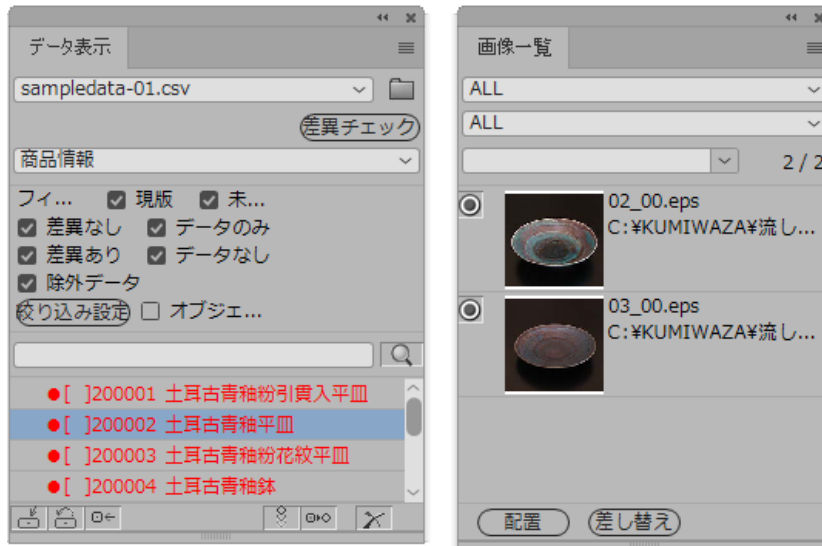 データ表示
sampledata-01.csv
差異チェック
商品情報
フィ... 現版 未...
差異なし データのみ
差異あり データなし
除外データ
絞り込み設定 オブジェ...
●[ ]200001 土耳古青釉粉引貫入平皿
●[ ]200002 土耳古青釉平皿
●[ ]200003 土耳古青釉粉花紋平皿
●[ ]200004 土耳古青釉鉢
画像一覧
ALL
ALL
2 / 2
02_00.eps
C:¥KUMIWAZA¥流し...
03_00.eps
C:¥KUMIWAZA¥流し...
配置 差し替え